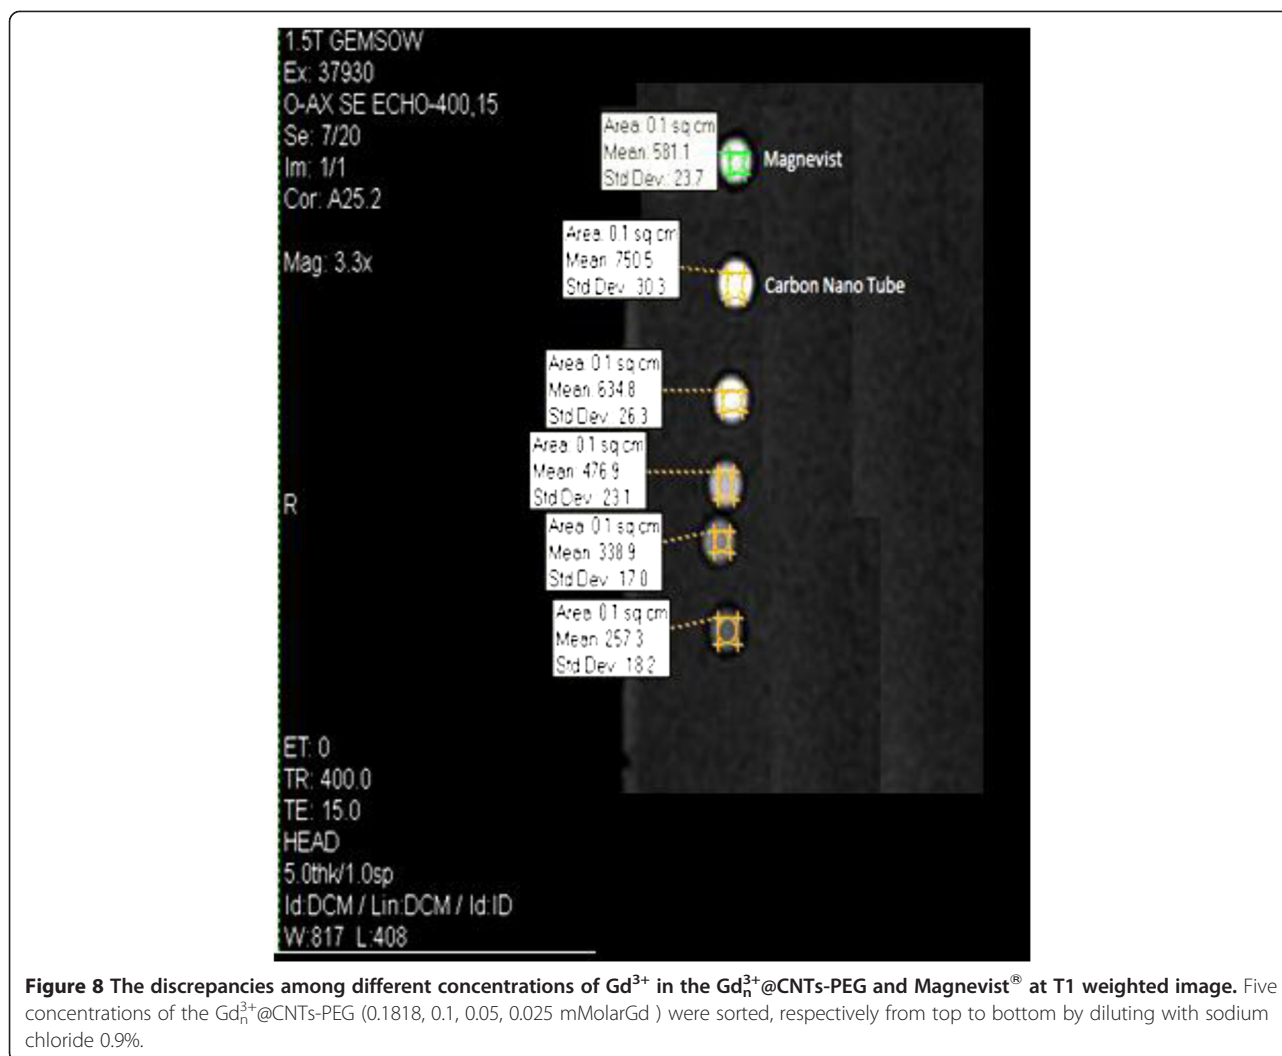 1.5T GEMSOW
Ex: 37930
O-AX SE ECHO-400,15
Se: 7/20
Im: 1/1
Cor: A25.2
Mag: 3.3x
R
ET: 0
TR: 400.0
TE: 15.0
HEAD
5.0thk/1.0sp
Id:DCM / Lin:DCM / Id:ID
W:817 L:408
Area: 0.1 sq cm
Mean: 581.1
Std Dev: 23.7
Magnevist
Area: 0.1 sq cm
Mean: 750.5
Std Dev: 30.3
Carbon Nano Tube
Area: 0.1 sq cm
Mean: 634.8
Std Dev: 26.3
Area: 0.1 sq cm
Mean: 476.9
Std Dev: 23.1
Area: 0.1 sq cm
Mean: 338.9
Std Dev: 17.0
Area: 0.1 sq cm
Mean: 257.3
Std Dev: 18.2
Figure 8 The discrepancies among different concentrations of Gd³⁺ in the Gdₙ³⁺@CNTs-PEG and Magnevist® at T1 weighted image. Five
concentrations of the Gdₙ³⁺@CNTs-PEG (0.1818, 0.1, 0.05, 0.025 mMolarGd ) were sorted, respectively from top to bottom by diluting with sodium
chloride 0.9%.